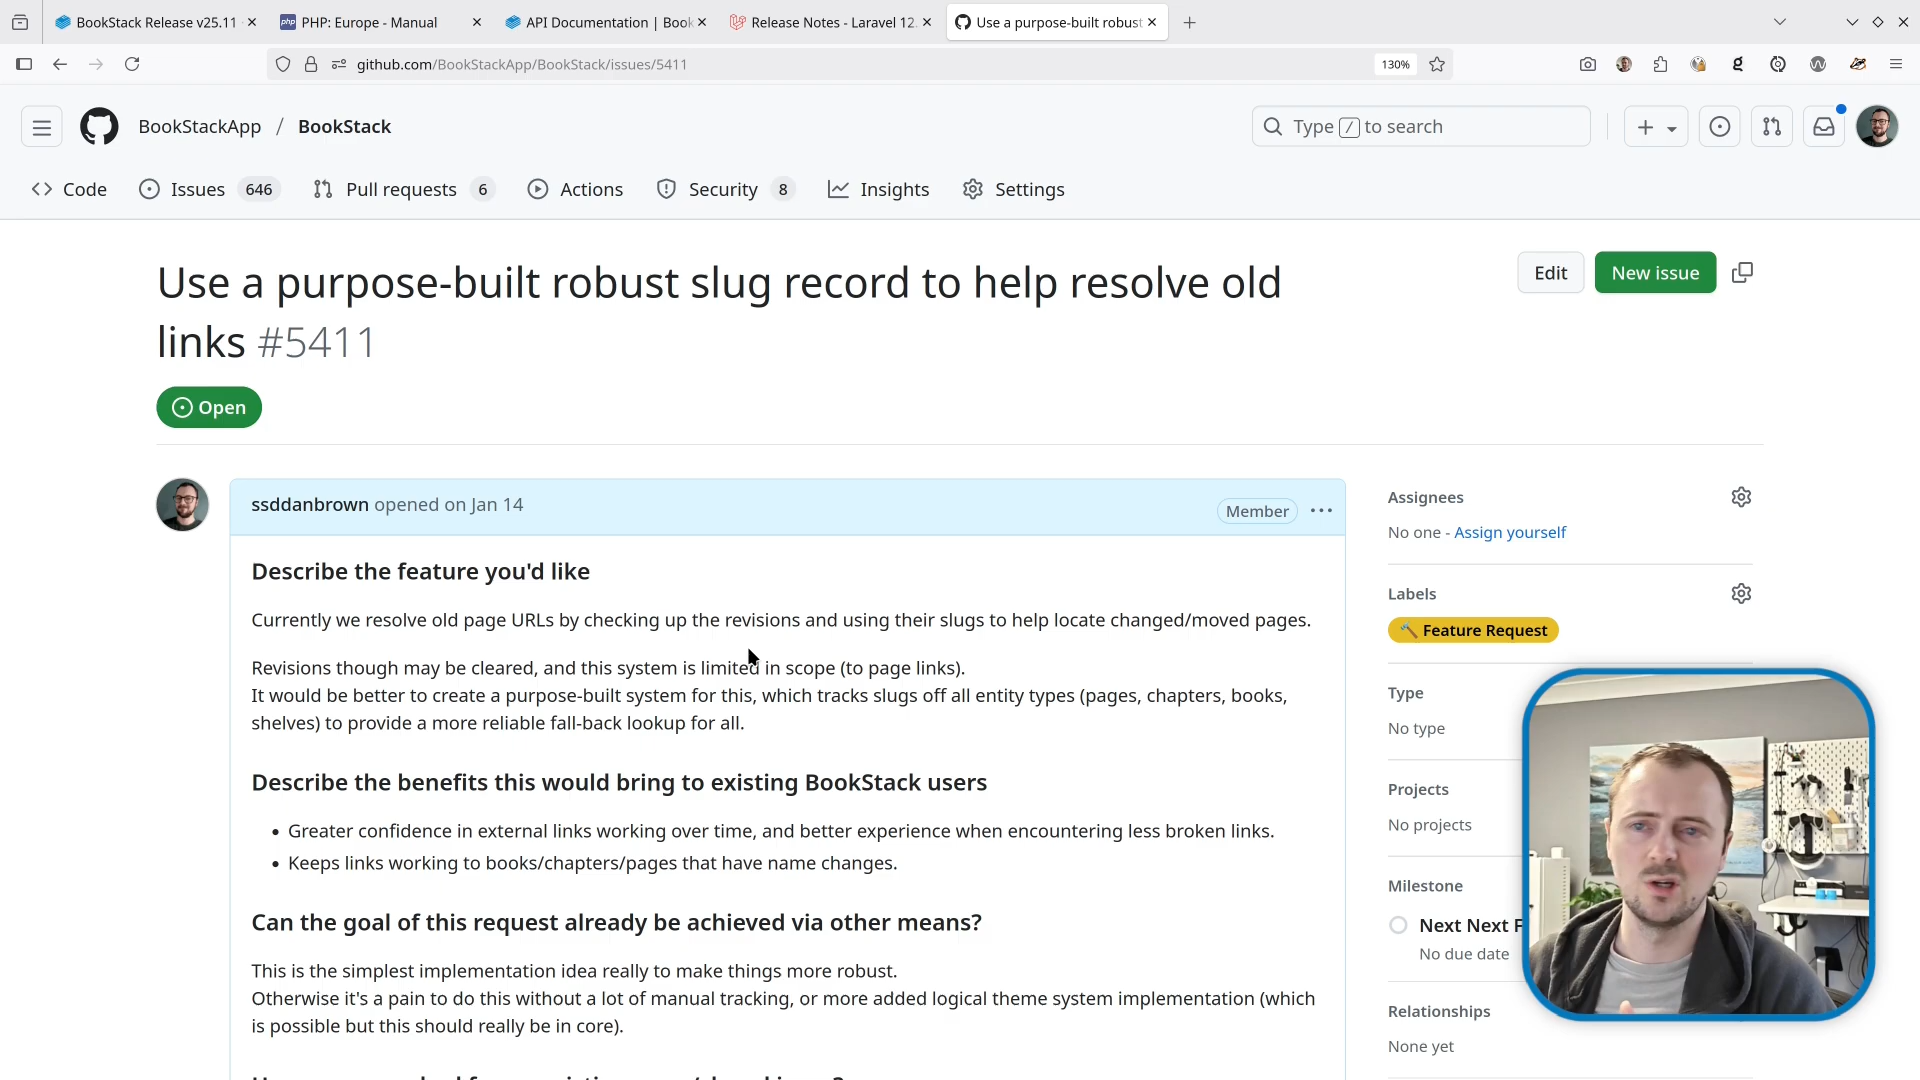 BookStack Release v25.11
PHP: Europe - Manual
API Documentation | Book
Release Notes - Laravel 12.
Use a purpose-built robust
github.com/BookStackApp/BookStack/issues/5411
130%
BookStackApp / BookStack
Type / to search
Code
Issues 646
Pull requests 6
Actions
Security 8
Insights
Settings
Use a purpose-built robust slug record to help resolve old
links #5411
Edit
New issue
Open
ssddanbrown opened on Jan 14
Member
Describe the feature you'd like
Currently we resolve old page URLs by checking up the revisions and using their slugs to help locate changed/moved pages.
Revisions though may be cleared, and this system is limited in scope (to page links).
It would be better to create a purpose-built system for this, which tracks slugs off all entity types (pages, chapters, books,
shelves) to provide a more reliable fall-back lookup for all.
Describe the benefits this would bring to existing BookStack users
Greater confidence in external links working over time, and better experience when encountering less broken links.
Keeps links working to books/chapters/pages that have name changes.
Can the goal of this request already be achieved via other means?
This is the simplest implementation idea really to make things more robust.
Otherwise it's a pain to do this without a lot of manual tracking, or more added logical theme system implementation (which
is possible but this should really be in core).
Assignees
No one - Assign yourself
Labels
Feature Request
Type
No type
Projects
No projects
Milestone
Next Next F
No due date
Relationships
None yet